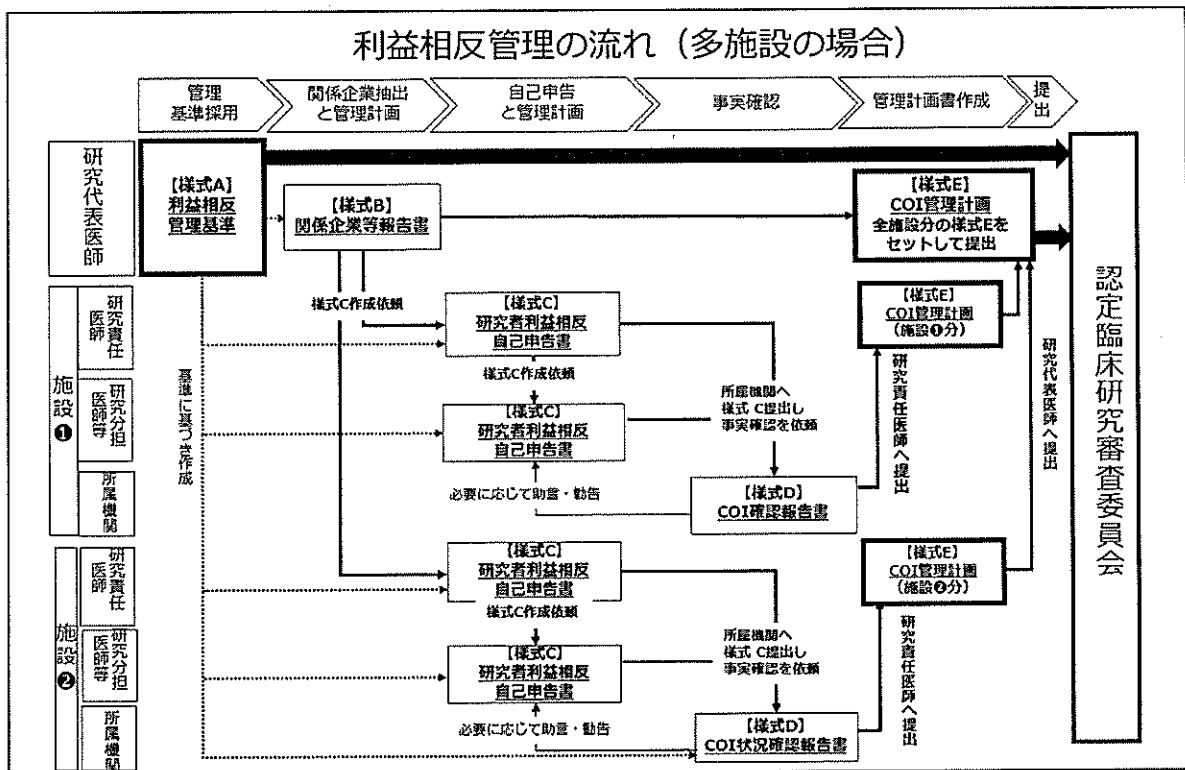 利益相反管理の流れ（多施設の場合）
管理
基準採用
関係企業抽出
と管理計画
自己申告
と管理計画
事実確認
管理計画書作成
提出
研究代表医師
【様式A】
利益相反
管理基準
【様式B】
関係企業等報告書
【様式E】
COI管理計画
全施設分の様式Eを
セットして提出
認定臨床研究審査委員会
施設❶
研究責任
医師
研究分担
医師等
所属機関
基準に基づき作成
様式C作成依頼
【様式C】
研究者利益相反
自己申告書
様式C作成依頼
【様式C】
研究者利益相反
自己申告書
所属機関へ
様式 C提出し
事実確認を依頼
必要に応じて助言・勧告
【様式D】
COI確認報告書
研究責任医師へ提出
【様式E】
COI管理計画
（施設❶分）
研究代表医師へ提出
施設❷
研究責任
医師
研究分担
医師等
所属機関
【様式C】
研究者利益相反
自己申告書
様式C作成依頼
【様式C】
研究者利益相反
自己申告書
所属機関へ
様式 C提出し
事実確認を依頼
必要に応じて助言・勧告
【様式D】
COI状況確認報告書
研究責任医師へ提出
【様式E】
COI管理計画
（施設❷分）